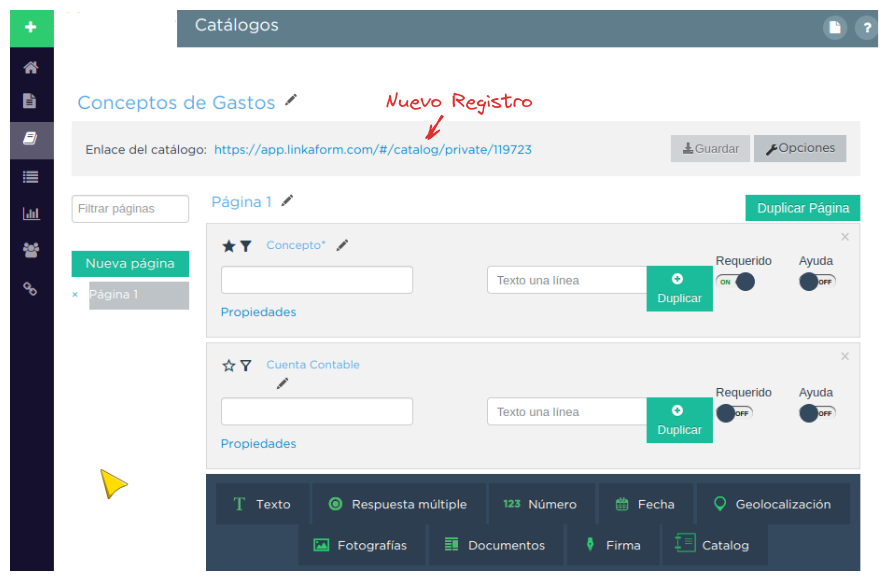 + Catálogos ?
Conceptos de Gastos
Nuevo Registro
Enlace del catálogo: https://app.linkaform.com/#/catalog/private/119723 Guardar Opciones
Filtrar páginas
Página 1
Duplicar Página
Nueva página
× Página 1
Concepto* ×
Requerido Ayuda
Texto una línea
Duplicar
ON OFF
Propiedades
Cuenta Contable ×
Requerido Ayuda
Texto una línea
Duplicar
OFF OFF
Propiedades
T Texto Respuesta múltiple 123 Número Fecha Geolocalización
Fotografías Documentos Firma Catalog